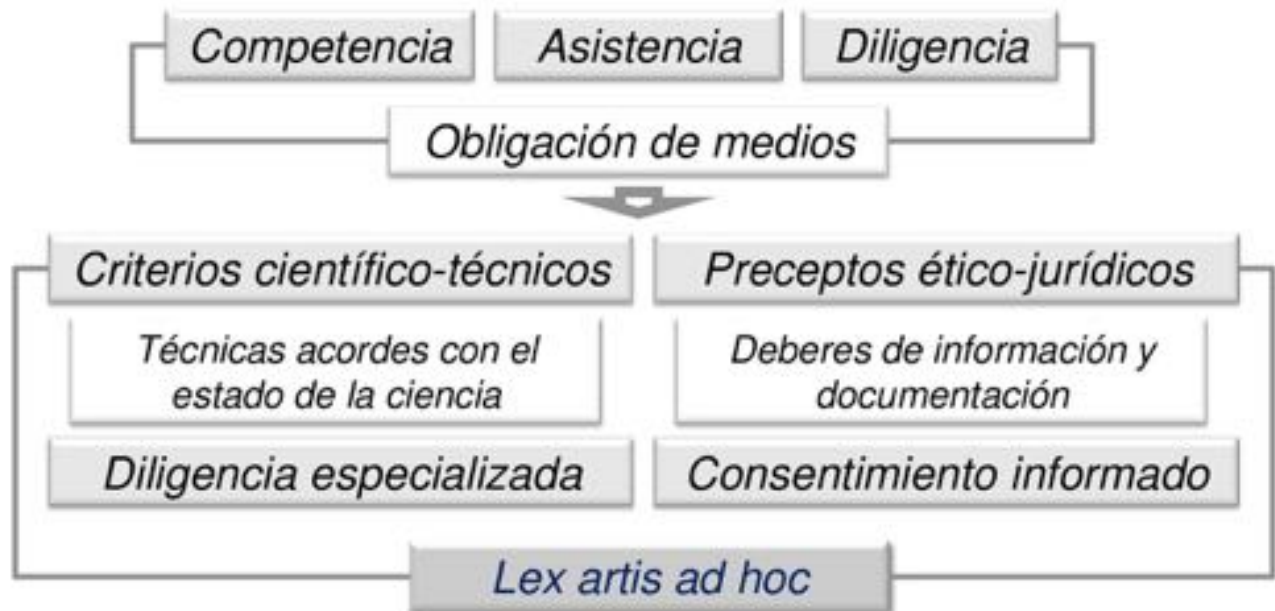 Competencia Asistencia Diligencia
Obligación de medios
Criterios científico-técnicos Preceptos ético-jurídicos
Técnicas acordes con el
estado de la ciencia
Deberes de información y
documentación
Diligencia especializada Consentimiento informado
Lex artis ad hoc